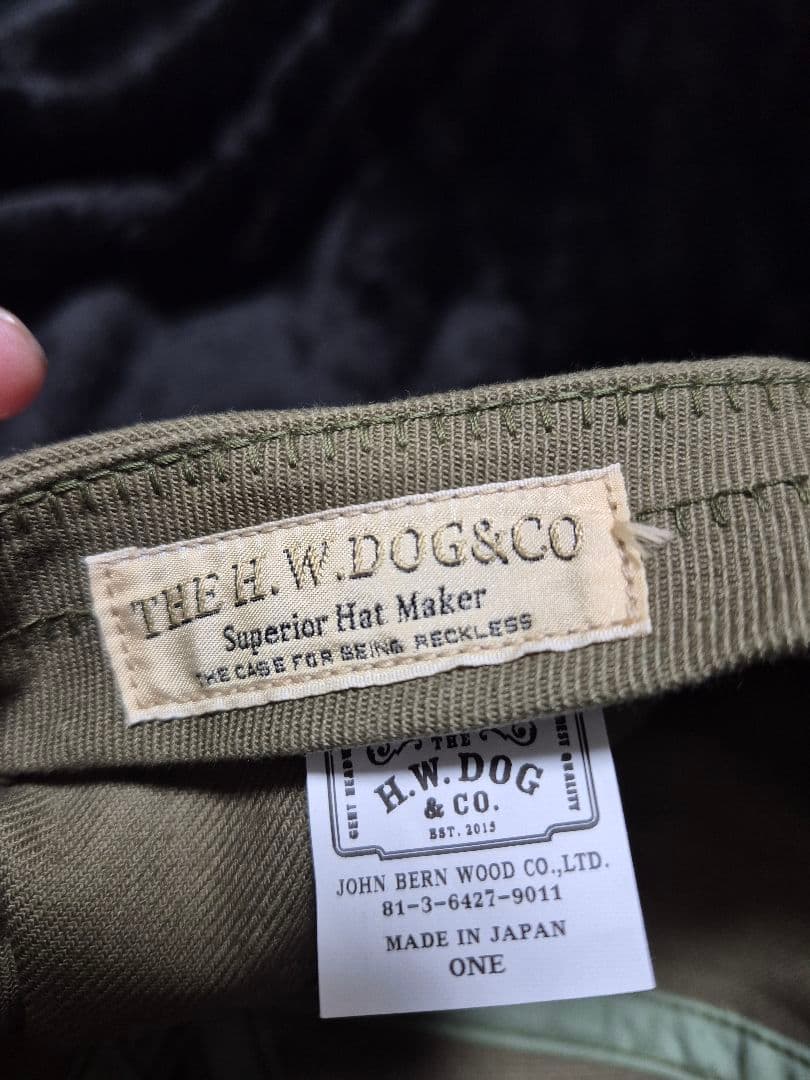 THE H.W.DOG&CO
Superior Hat Maker
THE CASE FOR BEING RECKLESS
THE
H.W. DOG
& CO.
EST. 2015
JOHN BERN WOOD CO.,LTD.
81-3-6427-9011
MADE IN JAPAN
ONE